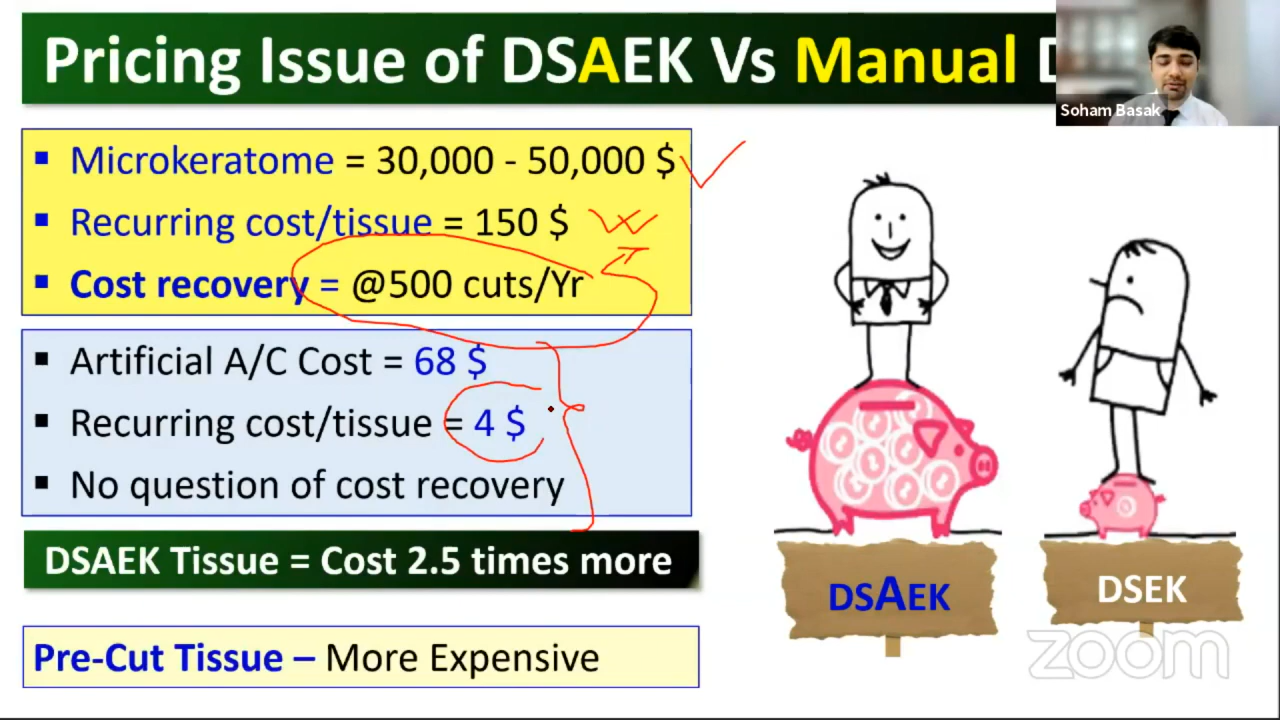 Pricing Issue of DSAEK Vs Manual D
Soham Basak
▪ Microkeratome = 30,000 - 50,000 $
▪ Recurring cost/tissue = 150 $
▪ Cost recovery = @500 cuts/Yr
▪ Artificial A/C Cost = 68 $
▪ Recurring cost/tissue = 4 $
▪ No question of cost recovery
DSAEK Tissue = Cost 2.5 times more
Pre-Cut Tissue – More Expensive
DSAEK
DSEK
zoom